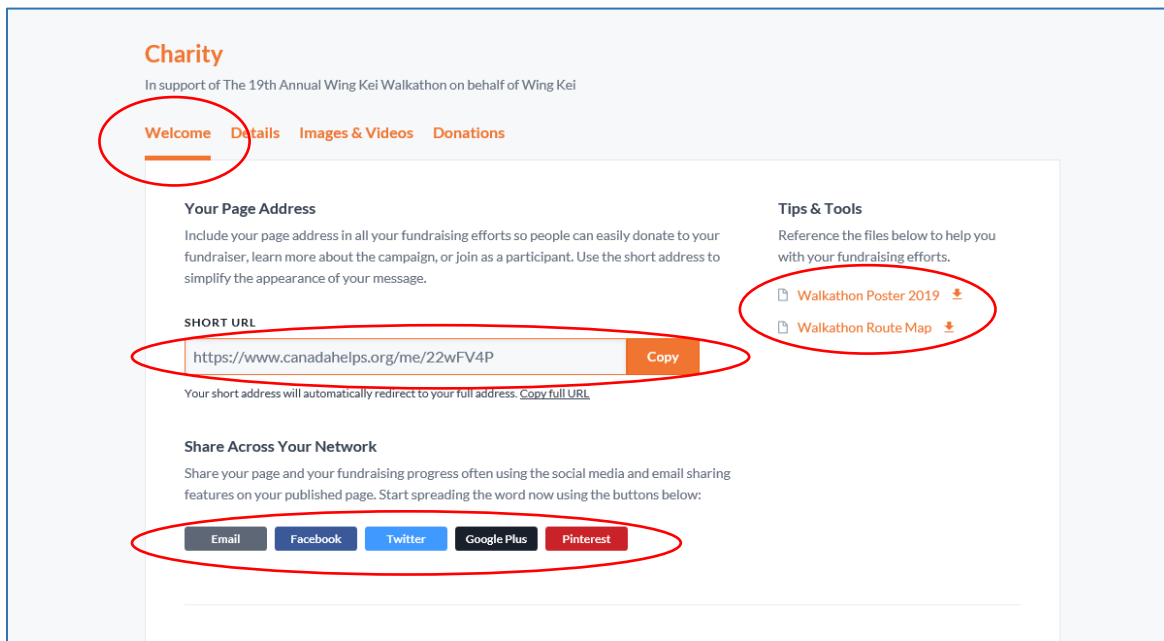 Charity
In support of The 19th Annual Wing Kei Walkathon on behalf of Wing Kei
Welcome Details Images & Videos Donations
Your Page Address
Include your page address in all your fundraising efforts so people can easily donate to your
fundraiser, learn more about the campaign, or join as a participant. Use the short address to
simplify the appearance of your message.
SHORT URL
https://www.canadahelps.org/me/22wFV4P Copy
Your short address will automatically redirect to your full address. Copy full URL
Share Across Your Network
Share your page and your fundraising progress often using the social media and email sharing
features on your published page. Start spreading the word now using the buttons below:
Email Facebook Twitter Google Plus Pinterest
Tips & Tools
Reference the files below to help you
with your fundraising efforts.
Walkathon Poster 2019
Walkathon Route Map